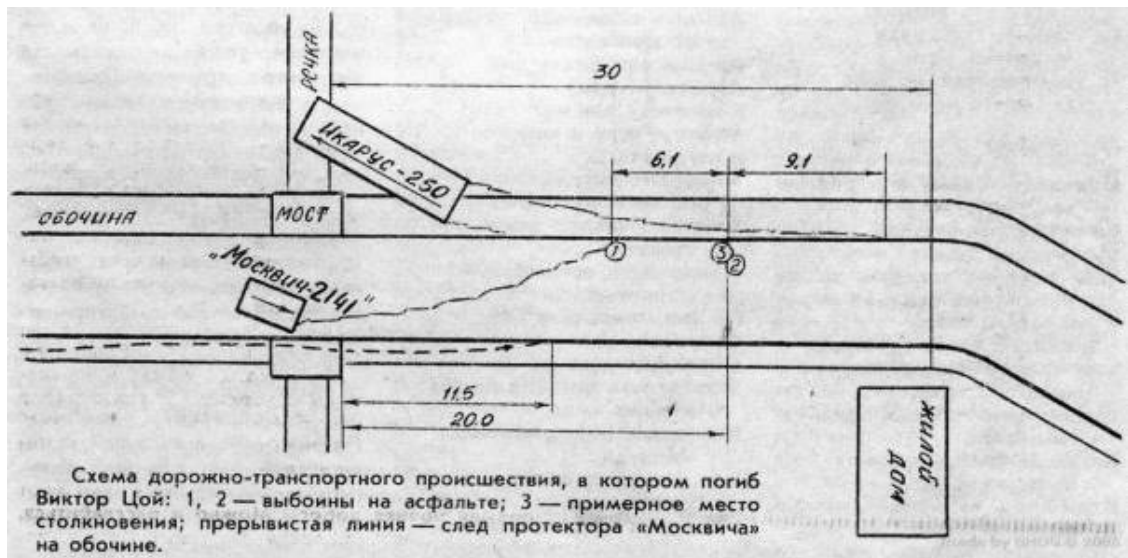 РЕЧКА
30
ИКАРУС-250
6.1
9.1
ОБОЧИНА
МОСТ
1
3
2
„Москвич-2141"
11.5
20.0
ЖИЛОЙ
ДОМ
Схема дорожно-транспортного происшествия, в котором погиб
Виктор Цой: 1, 2 — выбоины на асфальте; 3 — примерное место
столкновения; прерывистая линия — след протектора «Москвича»
на обочине.